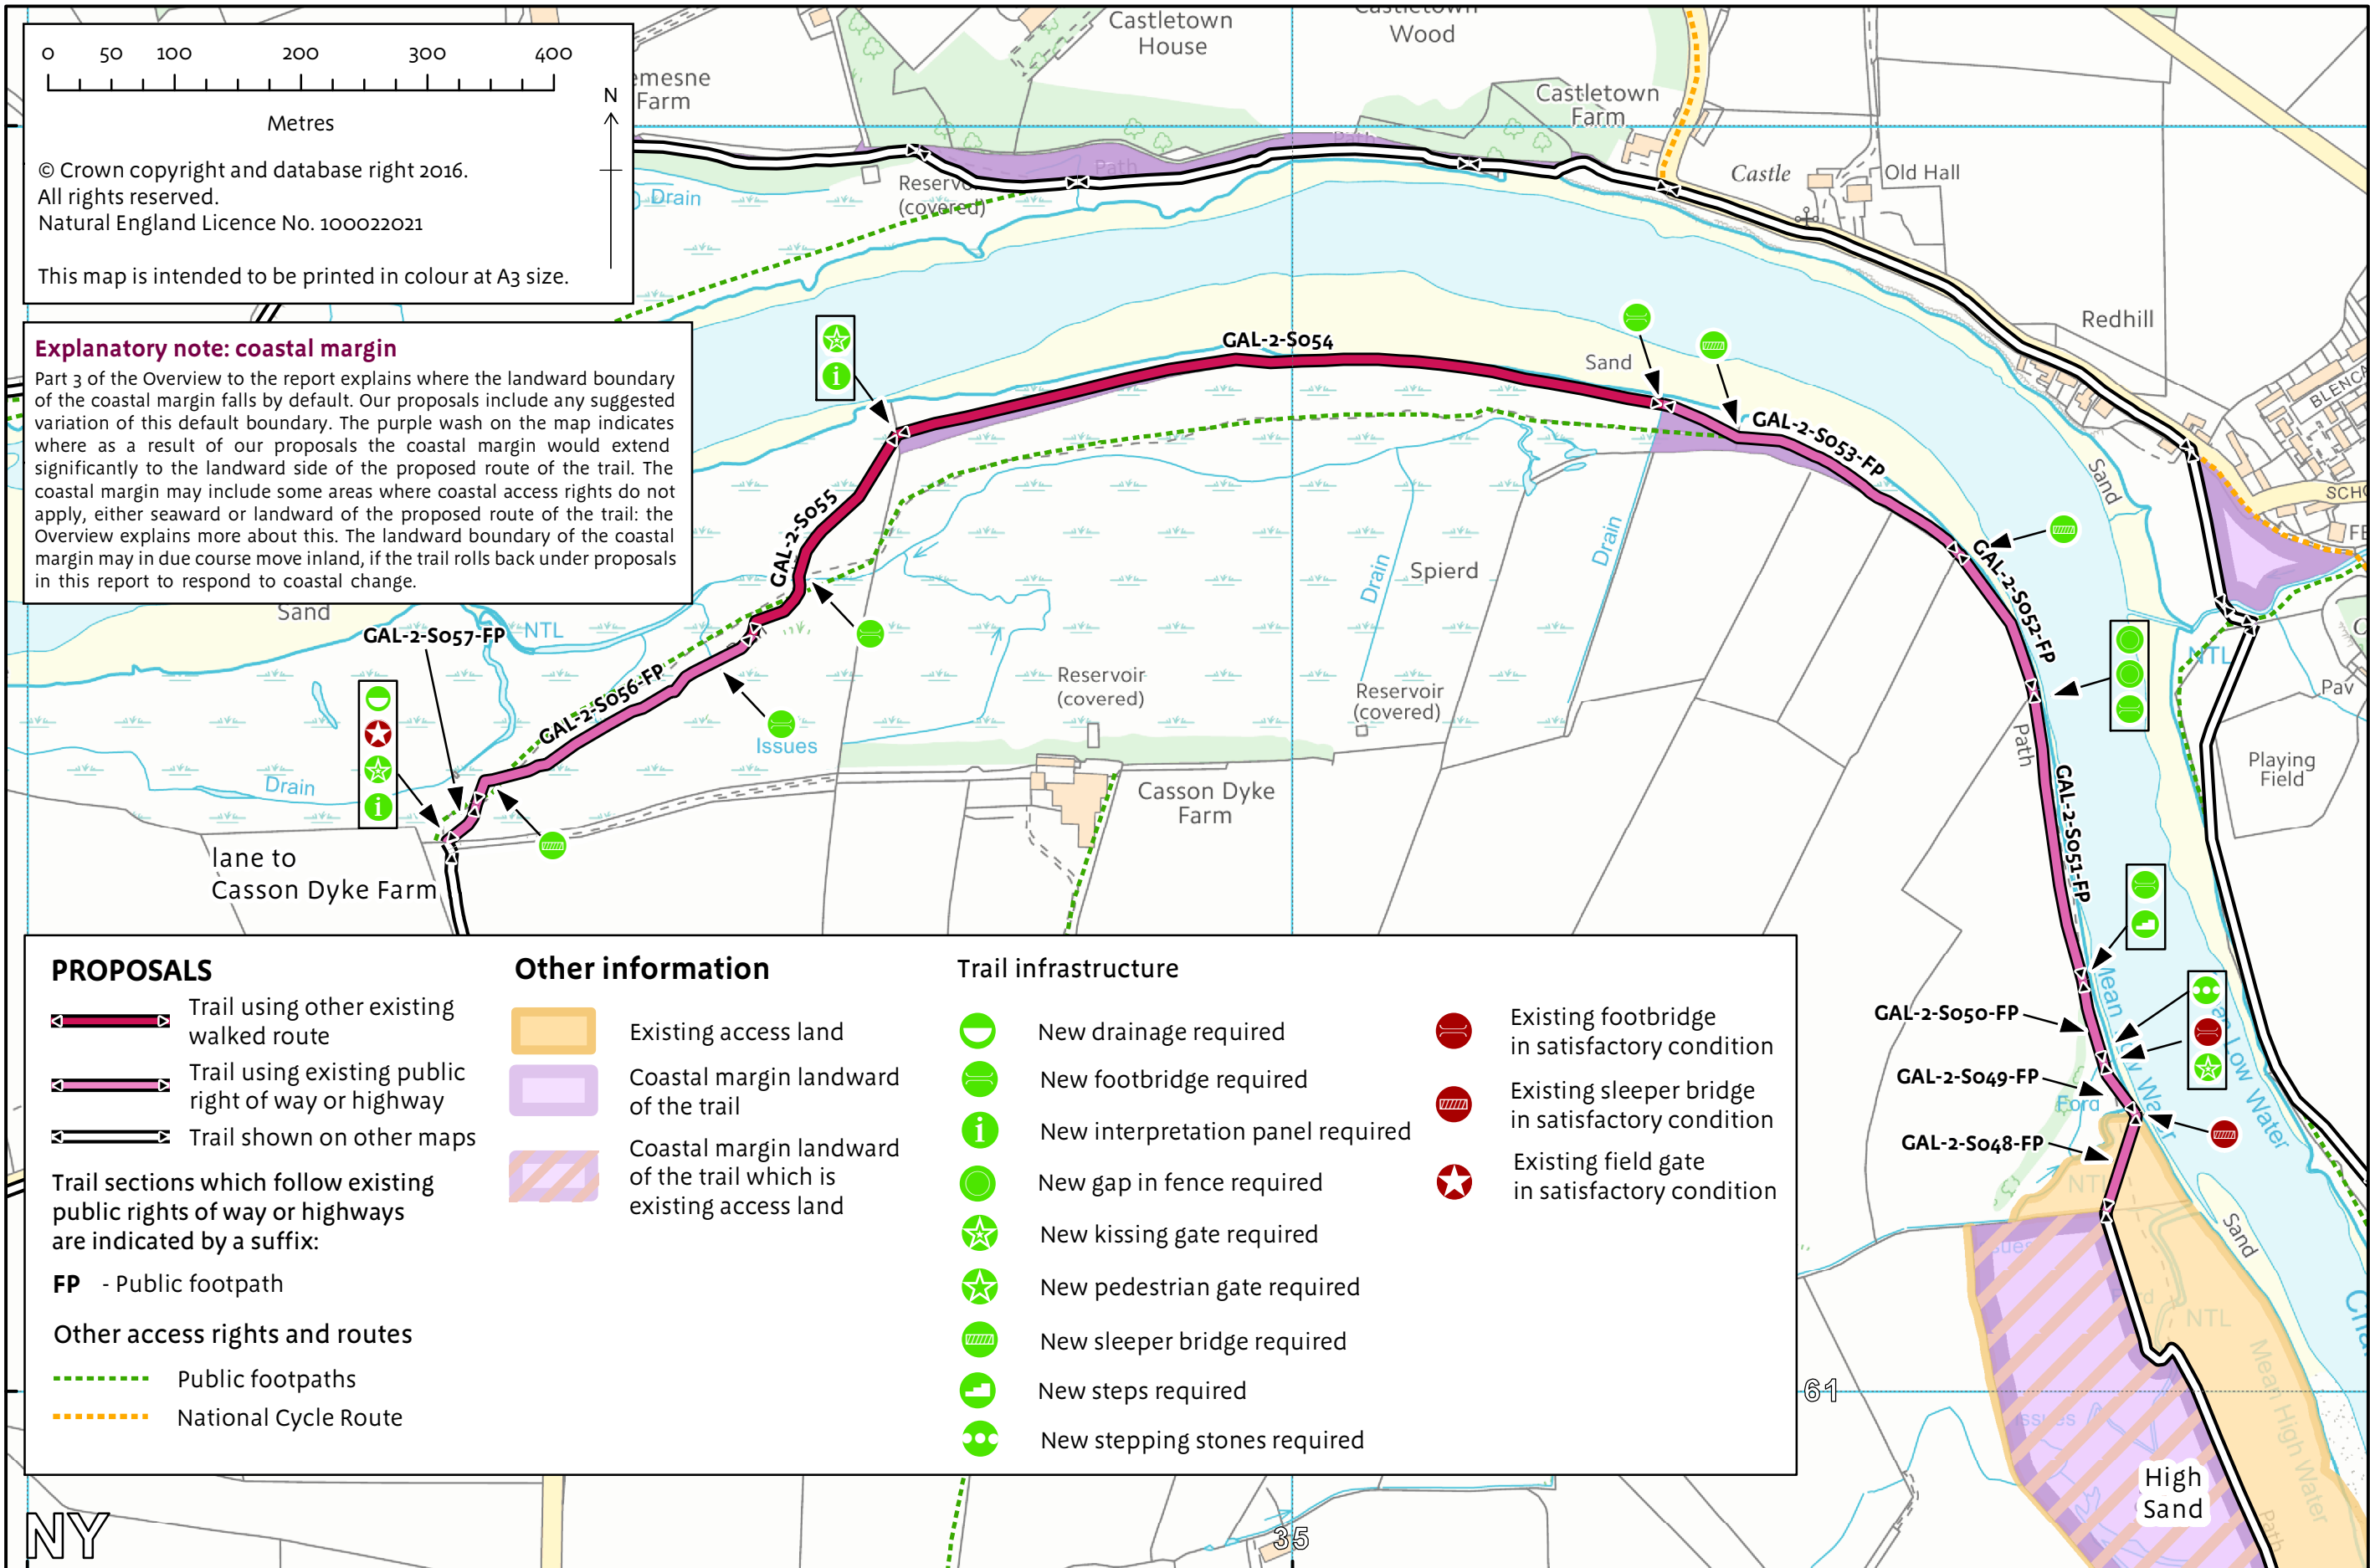 0 50 100 200 300 400
Metres
N
© Crown copyright and database right 2016.
All rights reserved.
Natural England Licence No. 100022021
This map is intended to be printed in colour at A3 size.
Explanatory note: coastal margin
Part 3 of the Overview to the report explains where the landward boundary
of the coastal margin falls by default. Our proposals include any suggested
variation of this default boundary. The purple wash on the map indicates
where as a result of our proposals the coastal margin would extend
significantly to the landward side of the proposed route of the trail. The
coastal margin may include some areas where coastal access rights do not
apply, either seaward or landward of the proposed route of the trail: the
Overview explains more about this. The landward boundary of the coastal
margin may in due course move inland, if the trail rolls back under proposals
in this report to respond to coastal change.
emesne
Farm
Castletown
House
Castletown
Wood
Castletown
Farm
Castle
Old Hall
Redhill
BLENCA
SCHO
FE
Path
Path
Drain
Reservoir
(covered)
GAL-2-S054
Sand
GAL-2-S053-FP
Sand
GAL-2-S055
Drain
Drain
Spierd
GAL-2-S052-FP
NTL
Pav
Playing
Field
Sand
GAL-2-S057-FP
NTL
GAL-2-S056-FP
Issues
Reservoir
(covered)
Reservoir
(covered)
Path
Drain
Casson Dyke
Farm
GAL-2-S051-FP
lane to
Casson Dyke Farm
Mean Low Water
Mean Low Water
GAL-2-S050-FP
GAL-2-S049-FP
Ford
GAL-2-S048-FP
NTL
Sand
NTL
Issues
Mean High Water
Path
High
Sand
61
35
NY
PROPOSALS
Trail using other existing
walked route
Trail using existing public
right of way or highway
Trail shown on other maps
Trail sections which follow existing
public rights of way or highways
are indicated by a suffix:
FP - Public footpath
Other access rights and routes
Public footpaths
National Cycle Route
Other information
Existing access land
Coastal margin landward
of the trail
Coastal margin landward
of the trail which is
existing access land
Trail infrastructure
New drainage required
New footbridge required
New interpretation panel required
New gap in fence required
New kissing gate required
New pedestrian gate required
New sleeper bridge required
New steps required
New stepping stones required
Existing footbridge
in satisfactory condition
Existing sleeper bridge
in satisfactory condition
Existing field gate
in satisfactory condition